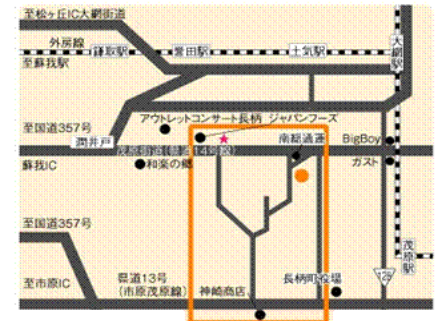 至松ヶ丘IC大網街道
外房線
鎌取駅
誉田駅
土気駅
大網駅
至蘇我駅
アウトレットコンサート長柄
ジャパンフーズ
至国道357号
潤井戸
南総通運
BigBoy
茂原街道(県道14号線)
蘇我IC
和楽の郷
ガスト
至国道357号
茂原駅
至市原IC
県道13号
(市原茂原線)
神崎商店
長柄町役場
128